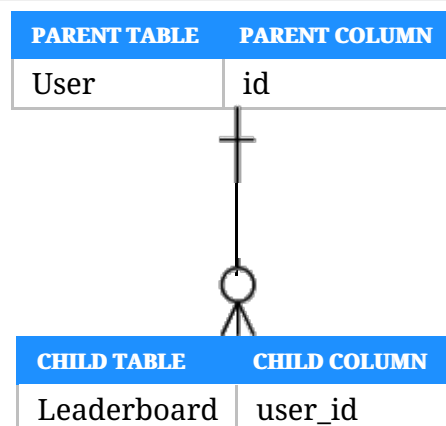 PARENT TABLE PARENT COLUMN
User id
CHILD TABLE CHILD COLUMN
Leaderboard user_id